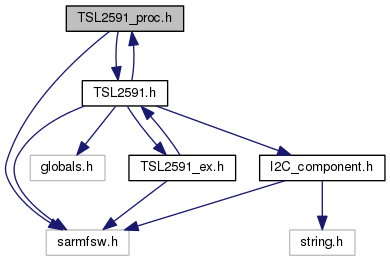 TSL2591_proc.h
TSL2591.h
globals.h
TSL2591_ex.h
I2C_component.h
sarmfsw.h
string.h